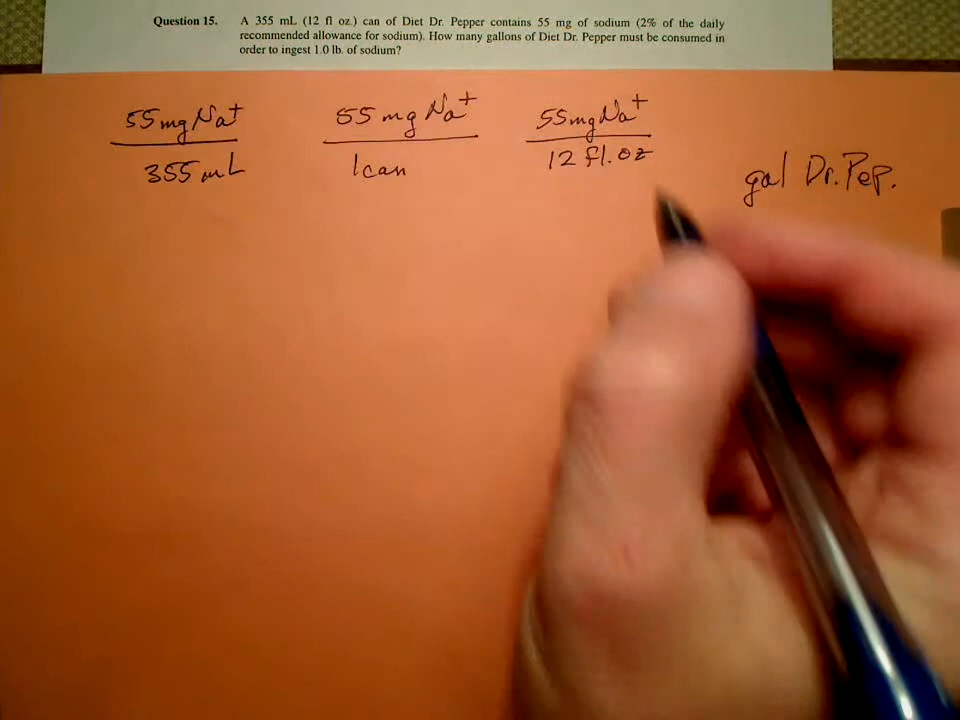 Question 15. A 355 mL (12 fl oz.) can of Diet Dr. Pepper contains 55 mg of sodium (2% of the daily
recommended allowance for sodium). How many gallons of Diet Dr. Pepper must be consumed in
order to ingest 1.0 lb. of sodium?
55 mg Na+ 55 mg Na+ 55 mg Na+
355 mL 1 can 12 fl. oz
gal Dr. Pep.